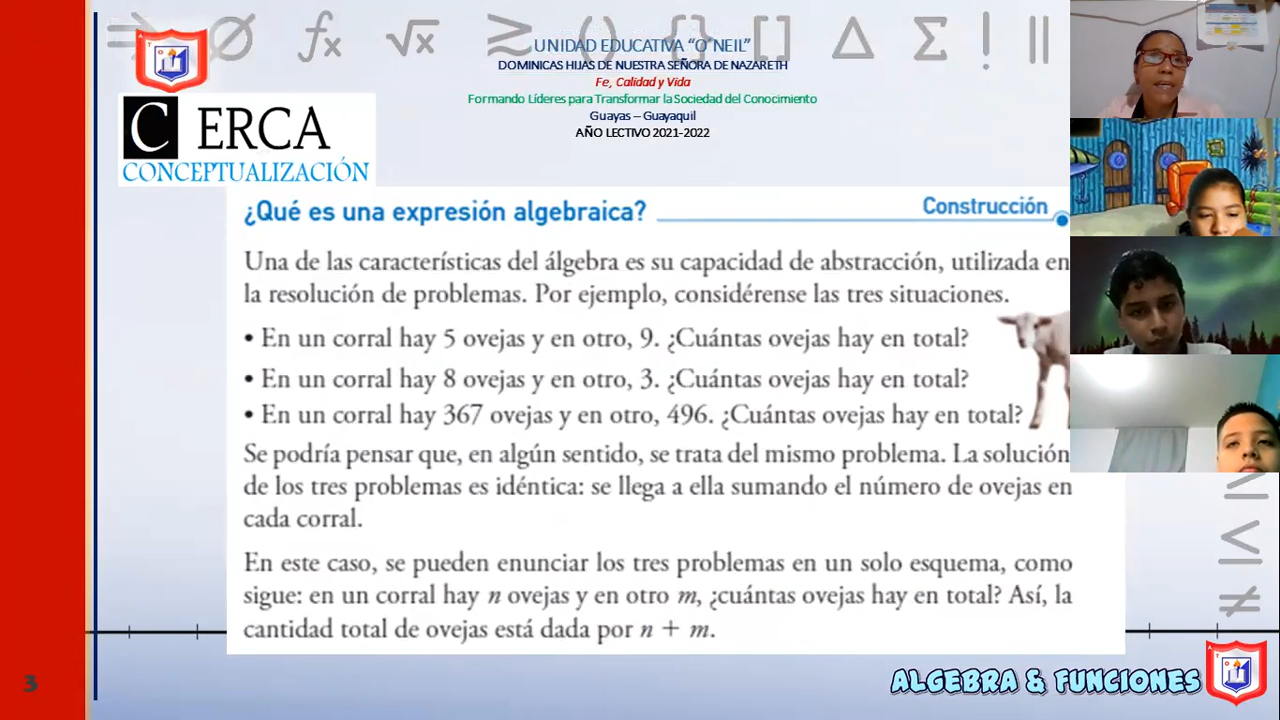 UNIDAD EDUCATIVA “O´NEIL”
DOMINICAS HIJAS DE NUESTRA SEÑORA DE NAZARETH
Fe, Calidad y Vida
Formando Líderes para Transformar la Sociedad del Conocimiento
Guayas – Guayaquil
AÑO LECTIVO 2021-2022
C ERCA
CONCEPTUALIZACIÓN
¿Qué es una expresión algebraica?
Construcción
Una de las características del álgebra es su capacidad de abstracción, utilizada en
la resolución de problemas. Por ejemplo, considérense las tres situaciones.
• En un corral hay 5 ovejas y en otro, 9. ¿Cuántas ovejas hay en total?
• En un corral hay 8 ovejas y en otro, 3. ¿Cuántas ovejas hay en total?
• En un corral hay 367 ovejas y en otro, 496. ¿Cuántas ovejas hay en total?
Se podría pensar que, en algún sentido, se trata del mismo problema. La solución
de los tres problemas es idéntica: se llega a ella sumando el número de ovejas en
cada corral.
En este caso, se pueden enunciar los tres problemas en un solo esquema, como
sigue: en un corral hay n ovejas y en otro m, ¿cuántas ovejas hay en total? Así, la
cantidad total de ovejas está dada por n + m.
3
ALGEBRA & FUNCIONES